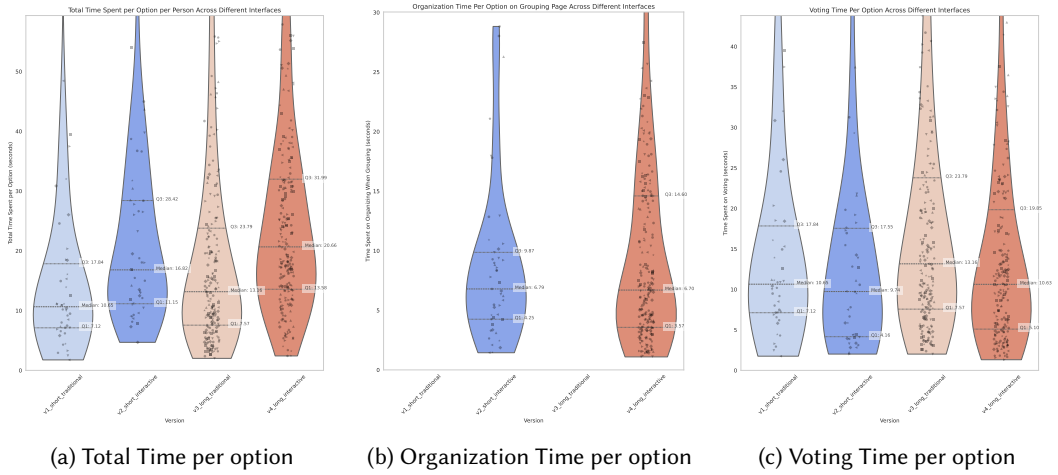 Total Time Spent per Option per Person Across Different Interfaces
Total Time Spent per Option (seconds)
50
40
30
20
10
0
Q3: 17.84
Median: 10.65
Q1: 7.12
Q3: 28.42
Median: 16.82
Q1: 11.15
Q3: 23.79
Median: 13.16
Q1: 7.57
Q3: 31.99
Median: 20.66
Q1: 13.58
v1_short_traditional
v2_short_interactive
v3_long_traditional
v4_long_interactive
Version
(a) Total Time per option
Organization Time Per Option on Grouping Page Across Different Interfaces
Time Spent on Organizing When Grouping (seconds)
30
25
20
15
10
5
0
Q3: 9.87
Median: 6.79
Q1: 4.25
Q3: 14.60
Median: 6.70
Q1: 3.57
v1_short_traditional
v2_short_interactive
v3_long_traditional
v4_long_interactive
Version
(b) Organization Time per option
Voting Time Per Option Across Different Interfaces
Time Spent on Voting (seconds)
40
35
30
25
20
15
10
5
0
Q3: 17.84
Median: 10.65
Q1: 7.12
Q3: 17.55
Median: 9.74
Q1: 4.16
Q3: 23.79
Median: 13.16
Q1: 7.57
Q3: 19.85
Median: 10.63
Q1: 5.10
v1_short_traditional
v2_short_interactive
v3_long_traditional
v4_long_interactive
Version
(c) Voting Time per option